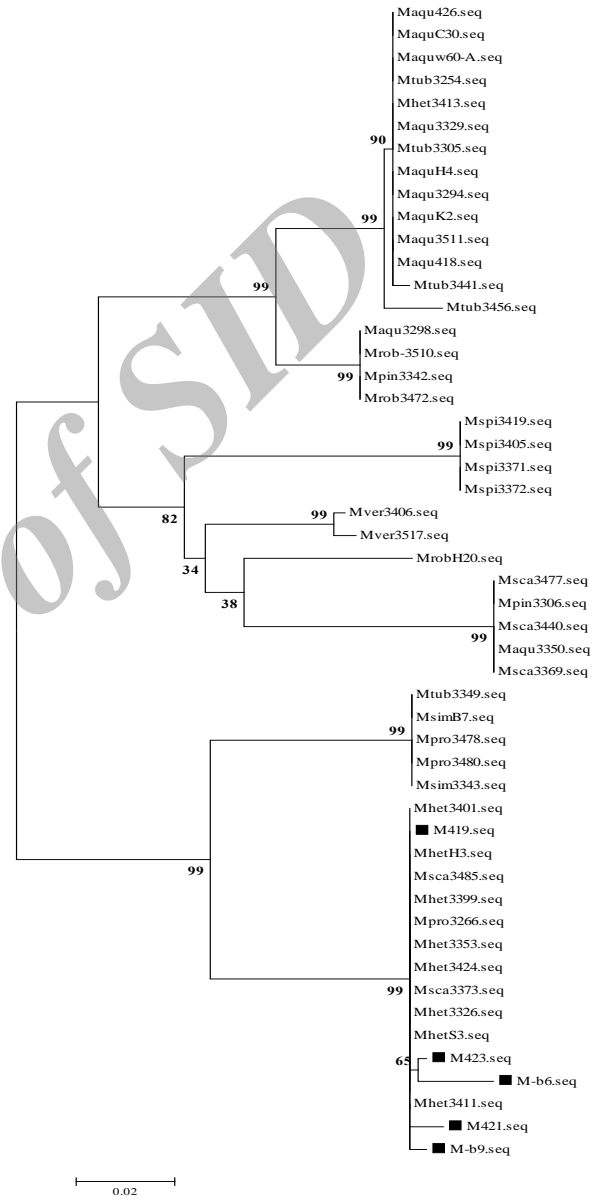 Maqu426.seq
MaquC30.seq
Maquw60-A.seq
Mtub3254.seq
Mhet3413.seq
Maqu3329.seq
90
Mtub3305.seq
MaquH4.seq
Maqu3294.seq
MaquK2.seq
99
Maqu3511.seq
Maqu418.seq
Mtub3441.seq
99
Mtub3456.seq
Maqu3298.seq
Mrob-3510.seq
99
Mpin3342.seq
Mrob3472.seq
Mspi3419.seq
99
Mspi3405.seq
Mspi3371.seq
Mspi3372.seq
82
99
Mver3406.seq
Mver3517.seq
MrobH20.seq
34
Msca3477.seq
38
Mpin3306.seq
Msca3440.seq
99
Maqu3350.seq
Msca3369.seq
Mtub3349.seq
MsimB7.seq
99
Mpro3478.seq
Mpro3480.seq
Msim3343.seq
Mhet3401.seq
M419.seq
MhetH3.seq
99
Msca3485.seq
Mhet3399.seq
Mpro3266.seq
Mhet3353.seq
Mhet3424.seq
99
Msca3373.seq
Mhet3326.seq
MhetS3.seq
65
M423.seq
M-b6.seq
Mhet3411.seq
M421.seq
M-b9.seq
0.02
of SID